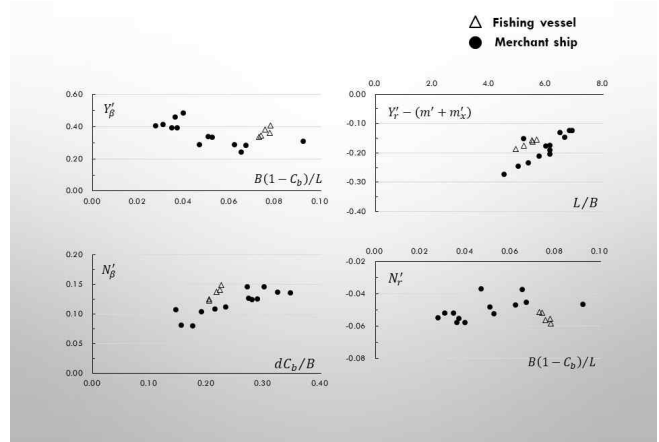 Fishing vessel
Merchant ship
0.60
0.40
0.20
0.00
Y'β
B(1 − C_b)/L
0.00 0.02 0.04 0.06 0.08 0.10
0.0 2.0 4.0 6.0 8.0
0.00
-0.10
-0.20
-0.30
-0.40
Y'r − (m' + m'x)
L/B
0.20
0.15
0.10
0.05
0.00
N'β
dC_b/B
0.00 0.10 0.20 0.30 0.40
0.00 0.02 0.04 0.06 0.08 0.10
-0.02
-0.04
-0.06
-0.08
N'r
B(1 − C_b)/L